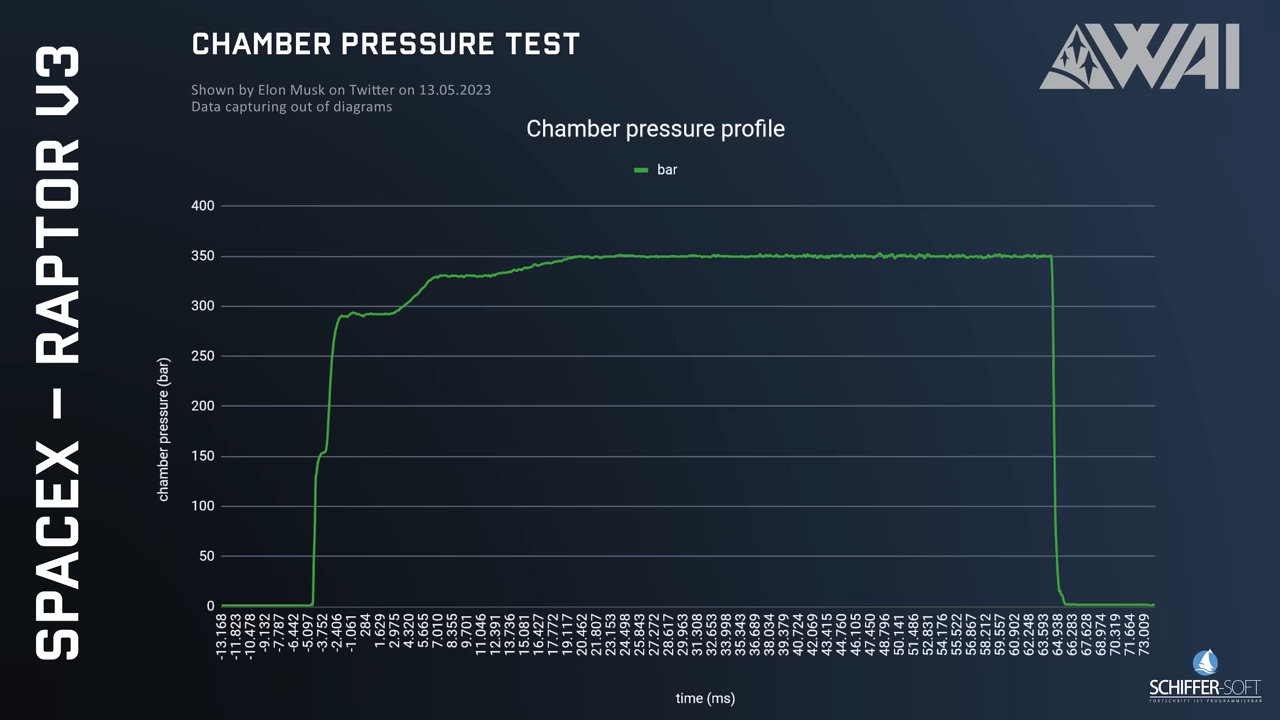 SPACEX – RAPTOR V3
CHAMBER PRESSURE TEST
WAI
Shown by Elon Musk on Twitter on 13.05.2023
Data capturing out of diagrams
Chamber pressure profile
bar
chamber pressure (bar)
400
350
300
250
200
150
100
50
0
-13.168 -11.823 -10.478 -9.132 -7.787 -6.442 -5.097 -3.752 -2.406 -1.061 284 1.629 2.975 4.320 5.665 7.010 8.355 9.701 11.046 12.391 13.736 15.081 16.427 17.772 19.117 20.462 21.807 23.153 24.498 25.843 27.272 28.617 29.963 31.308 32.653 33.998 35.343 36.689 38.034 39.379 40.724 42.069 43.415 44.760 46.105 47.450 48.796 50.141 51.486 52.831 54.176 55.522 56.867 58.212 59.557 60.902 62.248 63.593 64.938 66.283 67.628 68.974 70.319 71.664 73.009
time (ms)
SCHIFFER-SOFT
FORTSCHRITT IST PROGRAMMIERBAR